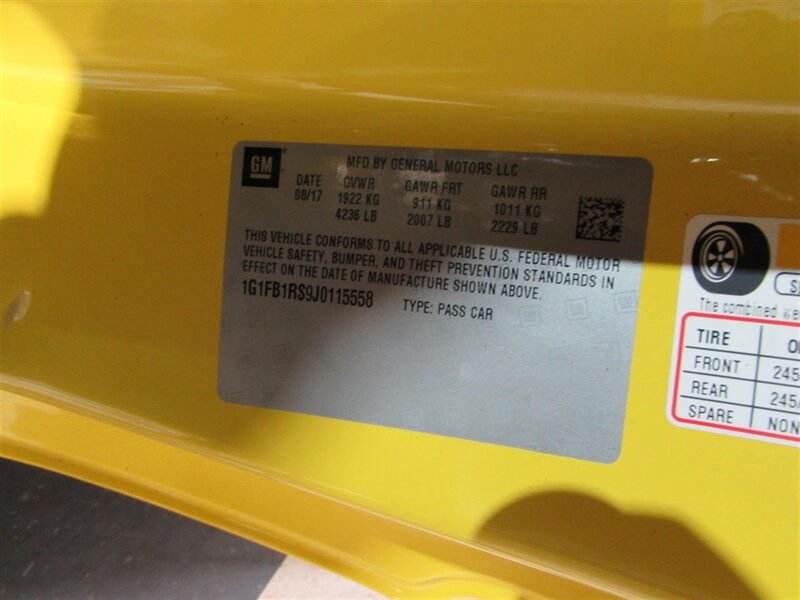 GM
MFD BY GENERAL MOTORS LLC
DATE GVWR GAWR FRT GAWR RR
08/17 1922 KG 911 KG 1011 KG
4236 LB 2007 LB 2229 LB
THIS VEHICLE CONFORMS TO ALL APPLICABLE U.S. FEDERAL MOTOR
VEHICLE SAFETY, BUMPER, AND THEFT PREVENTION STANDARDS IN
EFFECT ON THE DATE OF MANUFACTURE SHOWN ABOVE.
1G1FB1RS9J0115558 TYPE: PASS CAR
The combined
TIRE
FRONT 245
REAR 245/
SPARE NON